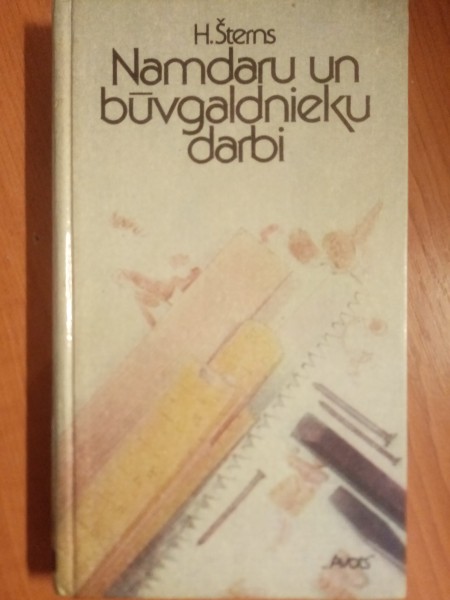 H. Šterns
Namdaru un
būvgaldnieku
darbi
„Avots”